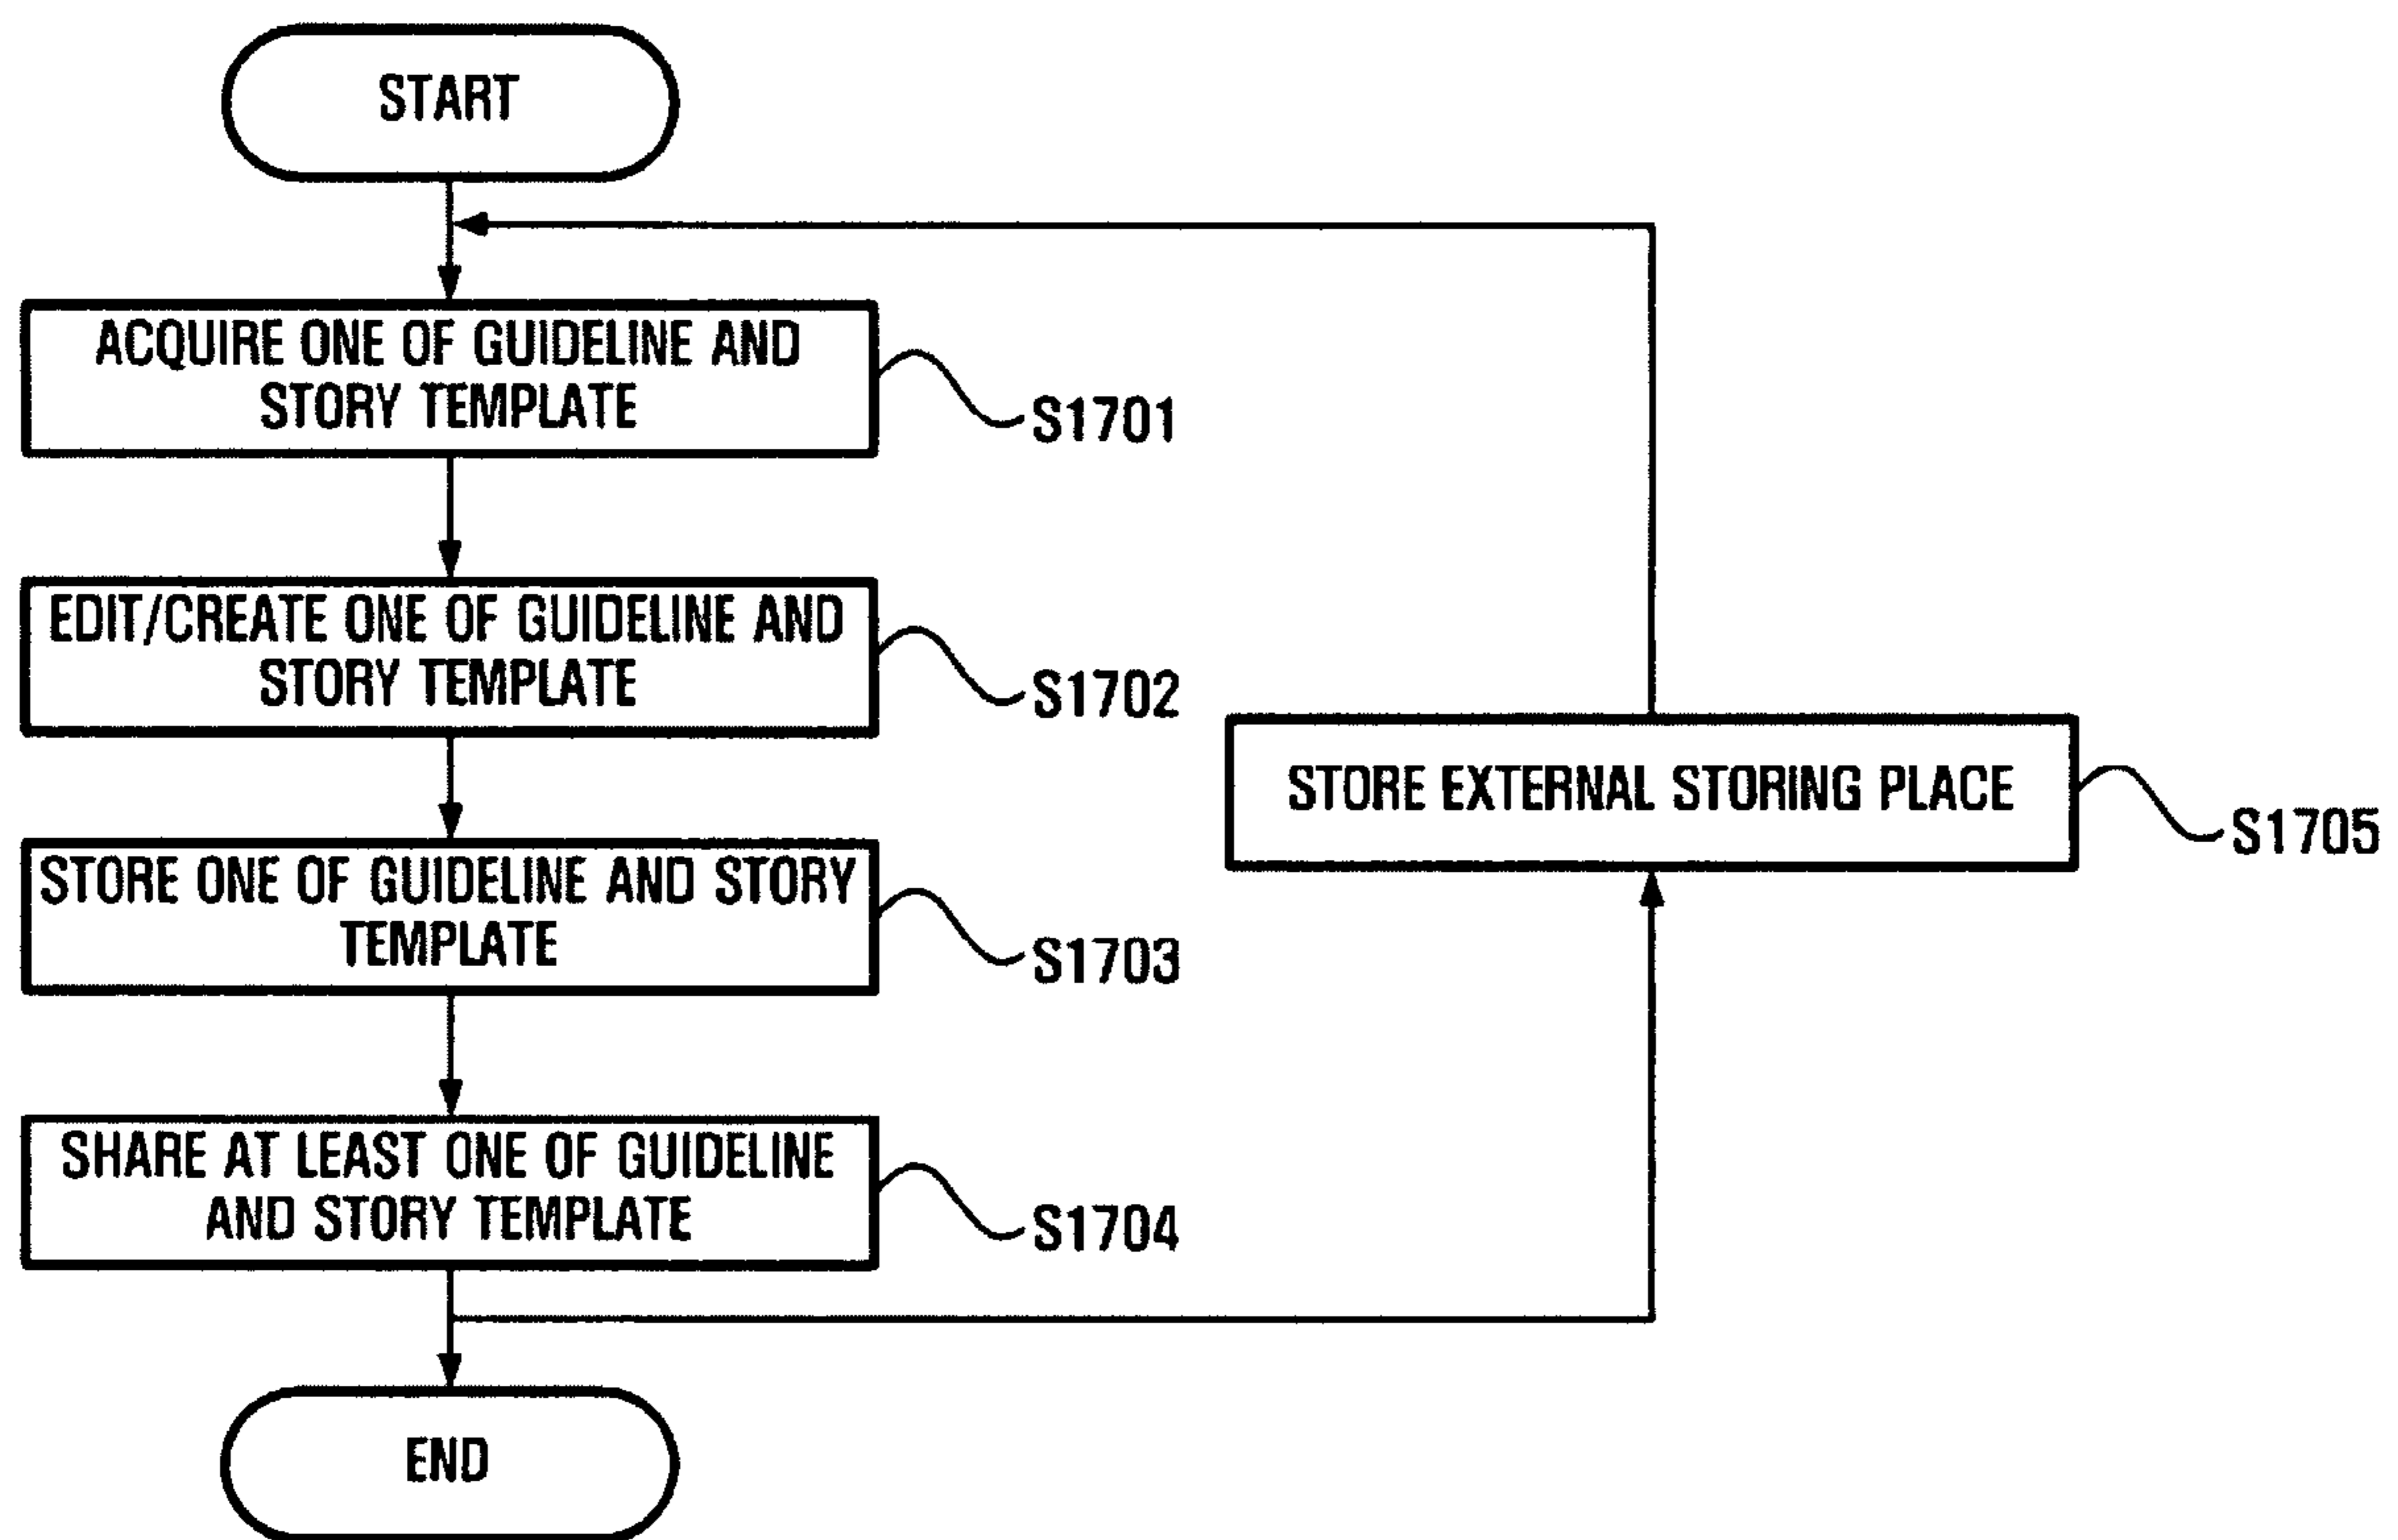 START
ACQUIRE ONE OF GUIDELINE AND
STORY TEMPLATE
S1701
EDIT/CREATE ONE OF GUIDELINE AND
STORY TEMPLATE
S1702
STORE EXTERNAL STORING PLACE
S1705
STORE ONE OF GUIDELINE AND STORY
TEMPLATE
S1703
SHARE AT LEAST ONE OF GUIDELINE
AND STORY TEMPLATE
S1704
END